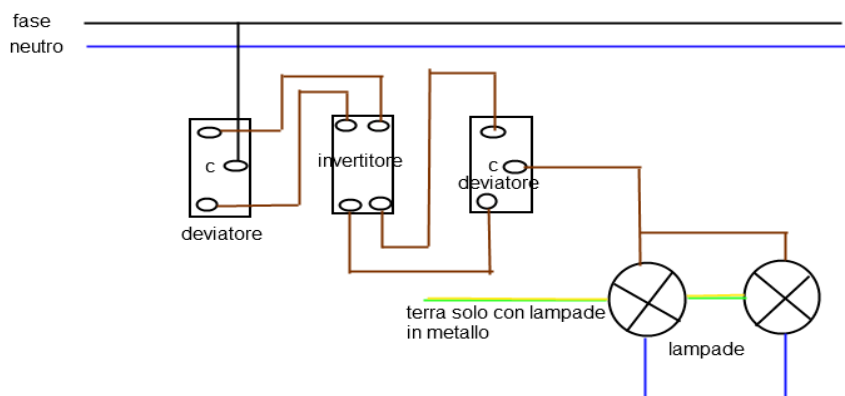 fase
neutro
c
invertitore
c
deviatore
deviatore
terra solo con lampade
in metallo
lampade